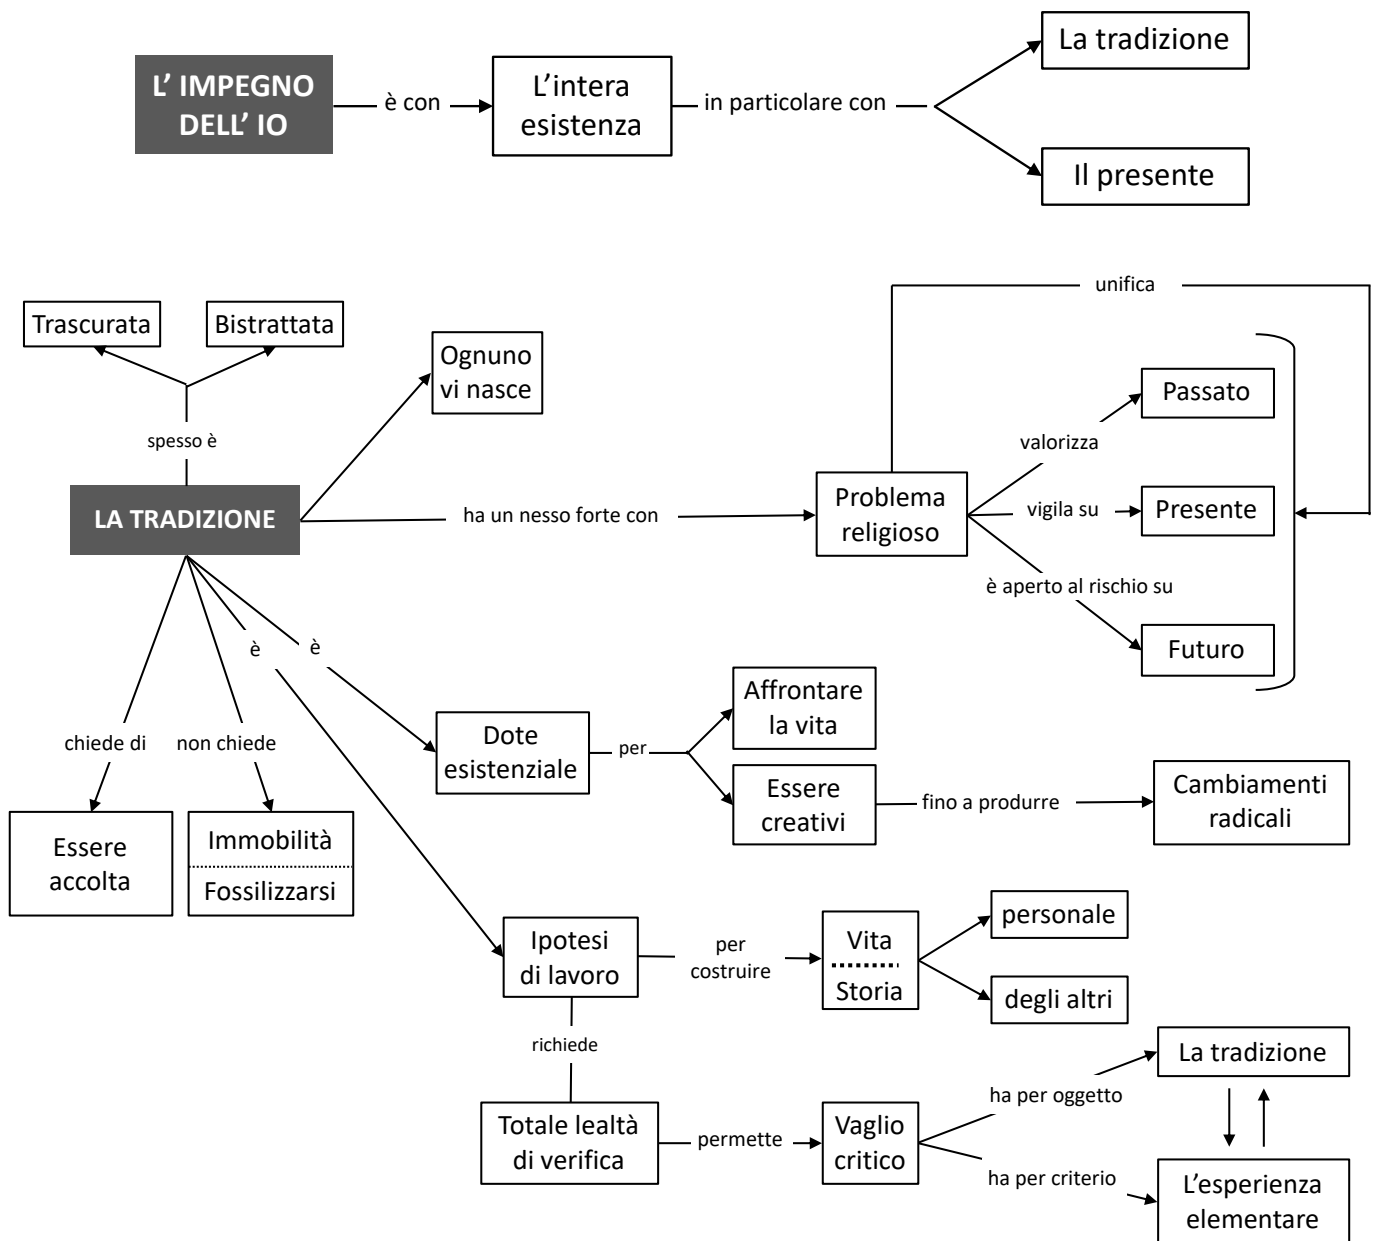 L’ IMPEGNO
DELL’ IO
è con
L’intera
esistenza
in particolare con
La tradizione
Il presente
unifica
Trascurata
Bistrattata
Ognuno
vi nasce
Passato
valorizza
spesso è
LA TRADIZIONE
ha un nesso forte con
Problema
religioso
vigila su
Presente
è aperto al rischio su
Futuro
è
è
Affrontare
la vita
chiede di
non chiede
Dote
esistenziale
per
Essere
creativi
fino a produrre
Cambiamenti
radicali
Essere
accolta
Immobilità
Fossilizzarsi
Ipotesi
di lavoro
per
costruire
Vita
Storia
personale
degli altri
richiede
La tradizione
ha per oggetto
Totale lealtà
di verifica
permette
Vaglio
critico
ha per criterio
L’esperienza
elementare